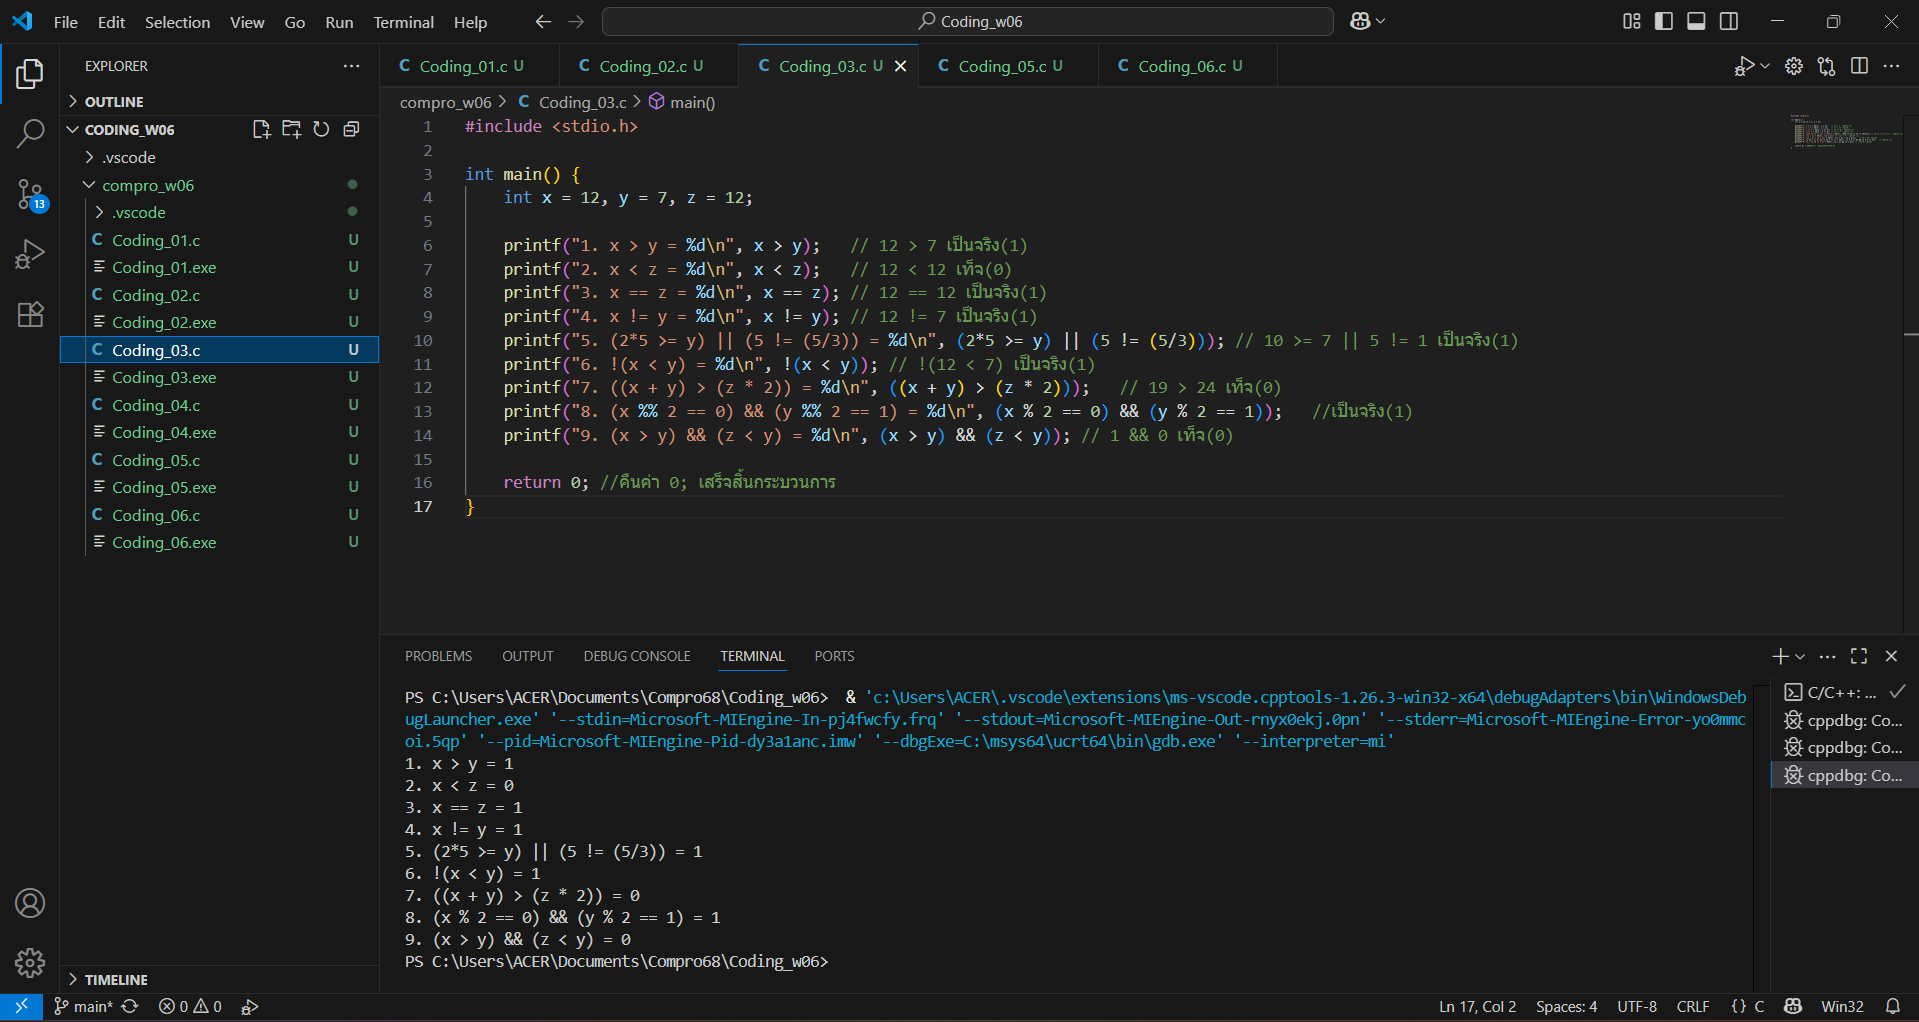 File Edit Selection View Go Run Terminal Help
Coding_w06
EXPLORER
OUTLINE
CODING_W06
.vscode
compro_w06
.vscode
Coding_01.c U
Coding_01.exe U
Coding_02.c U
Coding_02.exe U
Coding_03.c U
Coding_03.exe U
Coding_04.c U
Coding_04.exe U
Coding_05.c U
Coding_05.exe U
Coding_06.c U
Coding_06.exe U
TIMELINE
13
C Coding_01.c U
C Coding_02.c U
C Coding_03.c U
C Coding_05.c U
C Coding_06.c U
compro_w06 > C Coding_03.c > main()
1 #include <stdio.h>
2
3 int main() {
4 int x = 12, y = 7, z = 12;
5
6 printf("1. x > y = %d\n", x > y); // 12 > 7 เป็นจริง(1)
7 printf("2. x < z = %d\n", x < z); // 12 < 12 เท็จ(0)
8 printf("3. x == z = %d\n", x == z); // 12 == 12 เป็นจริง(1)
9 printf("4. x != y = %d\n", x != y); // 12 != 7 เป็นจริง(1)
10 printf("5. (2*5 >= y) || (5 != (5/3)) = %d\n", (2*5 >= y) || (5 != (5/3))); // 10 >= 7 || 5 != 1 เป็นจริง(1)
11 printf("6. !(x < y) = %d\n", !(x < y)); // !(12 < 7) เป็นจริง(1)
12 printf("7. ((x + y) > (z * 2)) = %d\n", ((x + y) > (z * 2))); // 19 > 24 เท็จ(0)
13 printf("8. (x %% 2 == 0) && (y %% 2 == 1) = %d\n", (x % 2 == 0) && (y % 2 == 1)); //เป็นจริง(1)
14 printf("9. (x > y) && (z < y) = %d\n", (x > y) && (z < y)); // 1 && 0 เท็จ(0)
15
16 return 0; //คืนค่า 0; เสร็จสิ้นกระบวนการ
17 }
PROBLEMS OUTPUT DEBUG CONSOLE TERMINAL PORTS
PS C:\Users\ACER\Documents\Compro68\Coding_w06> & 'c:\Users\ACER\.vscode\extensions\ms-vscode.cpptools-1.26.3-win32-x64\debugAdapters\bin\WindowsDeb
ugLauncher.exe' '--stdin=Microsoft-MIEngine-In-pj4fwcfy.frq' '--stdout=Microsoft-MIEngine-Out-rnyx0ekj.0pn' '--stderr=Microsoft-MIEngine-Error-yo0mmc
oi.5qp' '--pid=Microsoft-MIEngine-Pid-dy3a1anc.imw' '--dbgExe=C:\msys64\ucrt64\bin\gdb.exe' '--interpreter=mi'
1. x > y = 1
2. x < z = 0
3. x == z = 1
4. x != y = 1
5. (2*5 >= y) || (5 != (5/3)) = 1
6. !(x < y) = 1
7. ((x + y) > (z * 2)) = 0
8. (x % 2 == 0) && (y % 2 == 1) = 1
9. (x > y) && (z < y) = 0
PS C:\Users\ACER\Documents\Compro68\Coding_w06>
C/C++: ...
cppdbg: Co...
cppdbg: Co...
cppdbg: Co...
main* 0 0
Ln 17, Col 2 Spaces: 4 UTF-8 CRLF {} C Win32